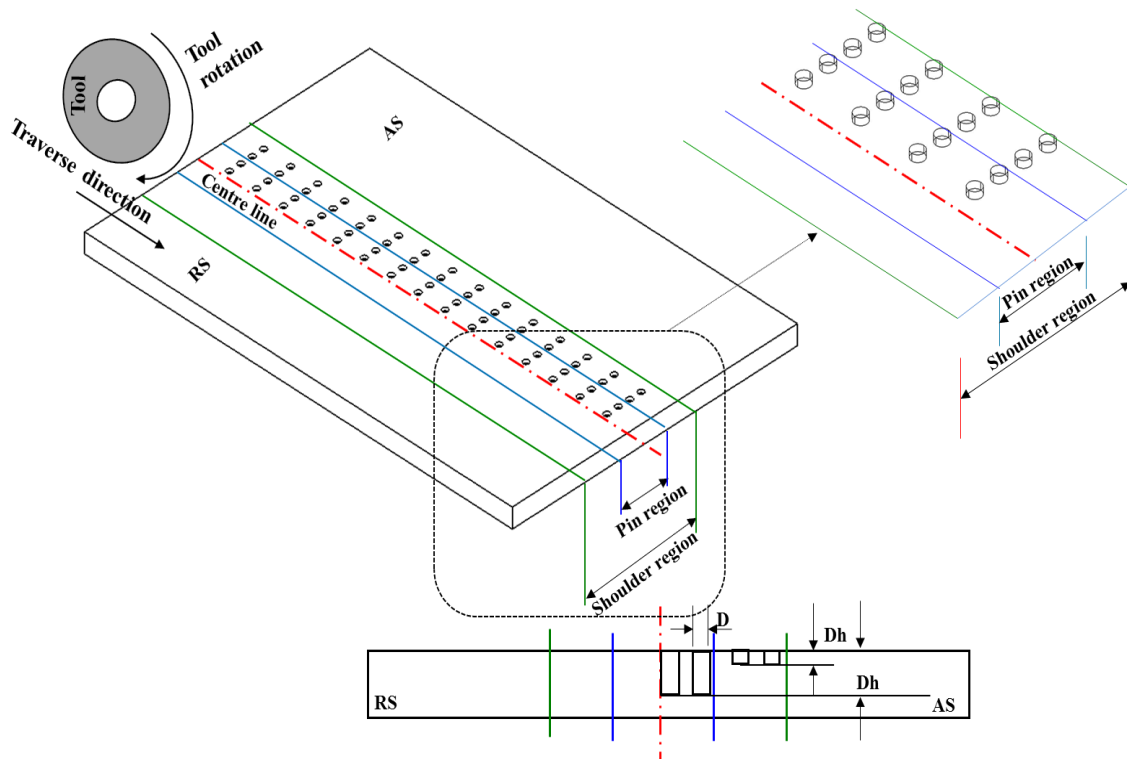 Tool
rotation
Tool
Traverse direction
AS
Centre line
RS
Pin region
Shoulder region
Pin region
Shoulder region
D
Dh
Dh
RS
AS